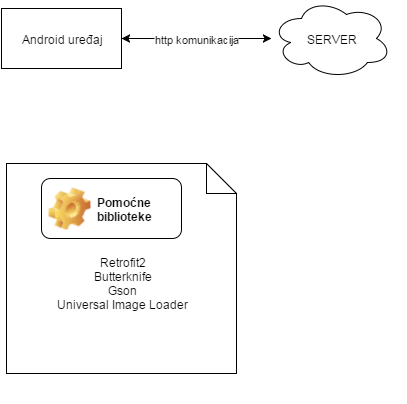 Android uređaj
http komunikacija
SERVER
Pomoćne
biblioteke
Retrofit2
Butterknife
Gson
Universal Image Loader